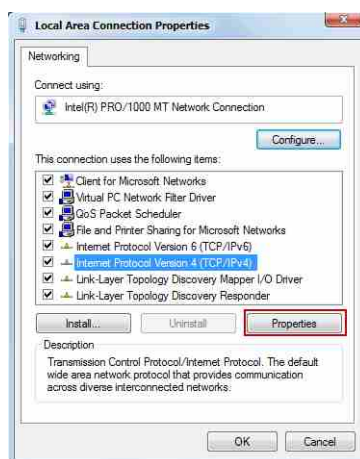 Local Area Connection Properties
Networking
Connect using:
Intel(R) PRO/1000 MT Network Connection
Configure...
This connection uses the following items:
Client for Microsoft Networks
Virtual PC Network Filter Driver
QoS Packet Scheduler
File and Printer Sharing for Microsoft Networks
Internet Protocol Version 6 (TCP/IPv6)
Internet Protocol Version 4 (TCP/IPv4)
Link-Layer Topology Discovery Mapper I/O Driver
Link-Layer Topology Discovery Responder
Install... Uninstall Properties
Description
Transmission Control Protocol/Internet Protocol. The default
wide area network protocol that provides communication
across diverse interconnected networks.
OK Cancel